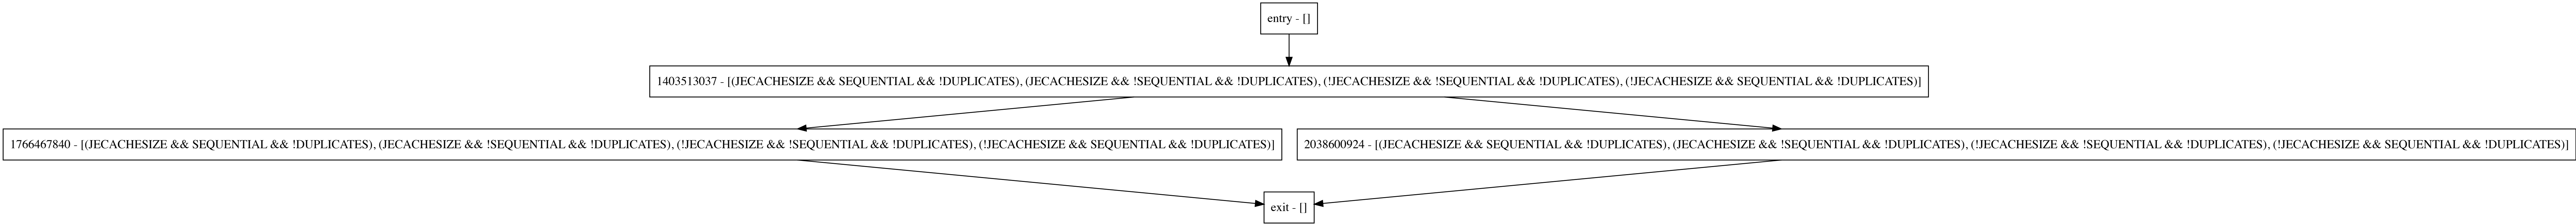 entry - []
1403513037 - [(JECACHESIZE && SEQUENTIAL && !DUPLICATES), (JECACHESIZE && !SEQUENTIAL && !DUPLICATES), (!JECACHESIZE && !SEQUENTIAL && !DUPLICATES), (!JECACHESIZE && SEQUENTIAL && !DUPLICATES)]
1766467840 - [(JECACHESIZE && SEQUENTIAL && !DUPLICATES), (JECACHESIZE && !SEQUENTIAL && !DUPLICATES), (!JECACHESIZE && !SEQUENTIAL && !DUPLICATES), (!JECACHESIZE && SEQUENTIAL && !DUPLICATES)]
2038600924 - [(JECACHESIZE && SEQUENTIAL && !DUPLICATES), (JECACHESIZE && !SEQUENTIAL && !DUPLICATES), (!JECACHESIZE && !SEQUENTIAL && !DUPLICATES), (!JECACHESIZE && SEQUENTIAL && !DUPLICATES)]
exit - []